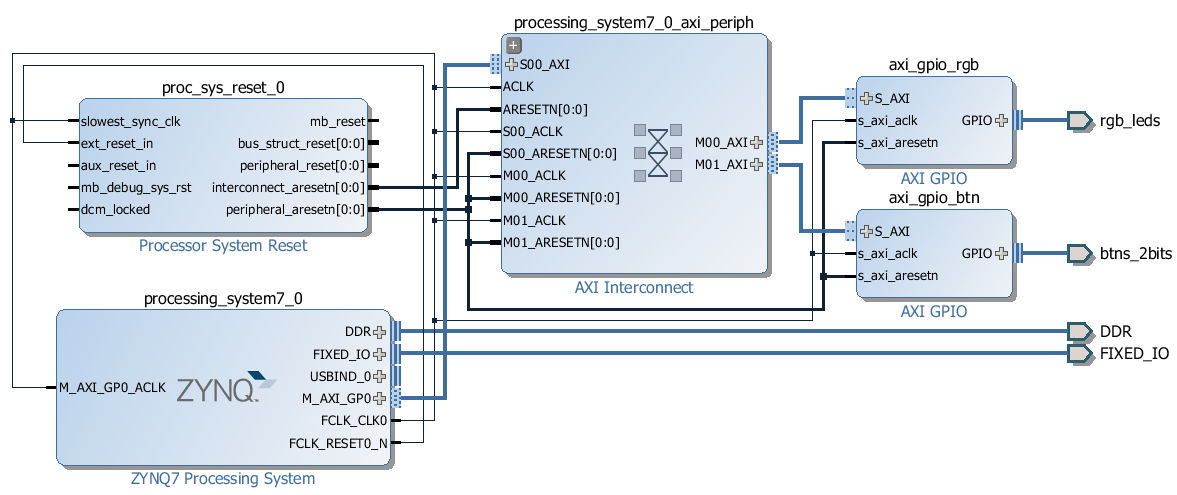 proc_sys_reset_0
slowest_sync_clk
ext_reset_in
aux_reset_in
mb_debug_sys_rst
dcm_locked
mb_reset
bus_struct_reset[0:0]
peripheral_reset[0:0]
interconnect_aresetn[0:0]
peripheral_aresetn[0:0]
Processor System Reset
processing_system7_0
M_AXI_GP0_ACLK
ZYNQ
DDR
FIXED_IO
USBIND_0
M_AXI_GP0
FCLK_CLK0
FCLK_RESET0_N
ZYNQ7 Processing System
processing_system7_0_axi_periph
S00_AXI
ACLK
ARESETN[0:0]
S00_ACLK
S00_ARESETN[0:0]
M00_ACLK
M00_ARESETN[0:0]
M01_ACLK
M01_ARESETN[0:0]
M00_AXI
M01_AXI
AXI Interconnect
axi_gpio_rgb
S_AXI
s_axi_aclk
s_axi_aresetn
GPIO
AXI GPIO
axi_gpio_btn
S_AXI
s_axi_aclk
s_axi_aresetn
GPIO
AXI GPIO
rgb_leds
btns_2bits
DDR
FIXED_IO